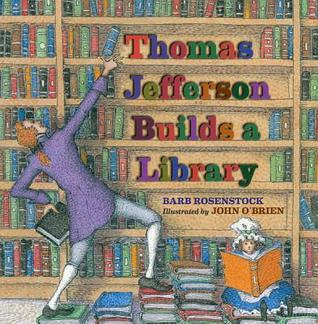 Thomas
Jefferson
Builds a
Library
BARB ROSENSTOCK
Illustrated by JOHN O'BRIEN